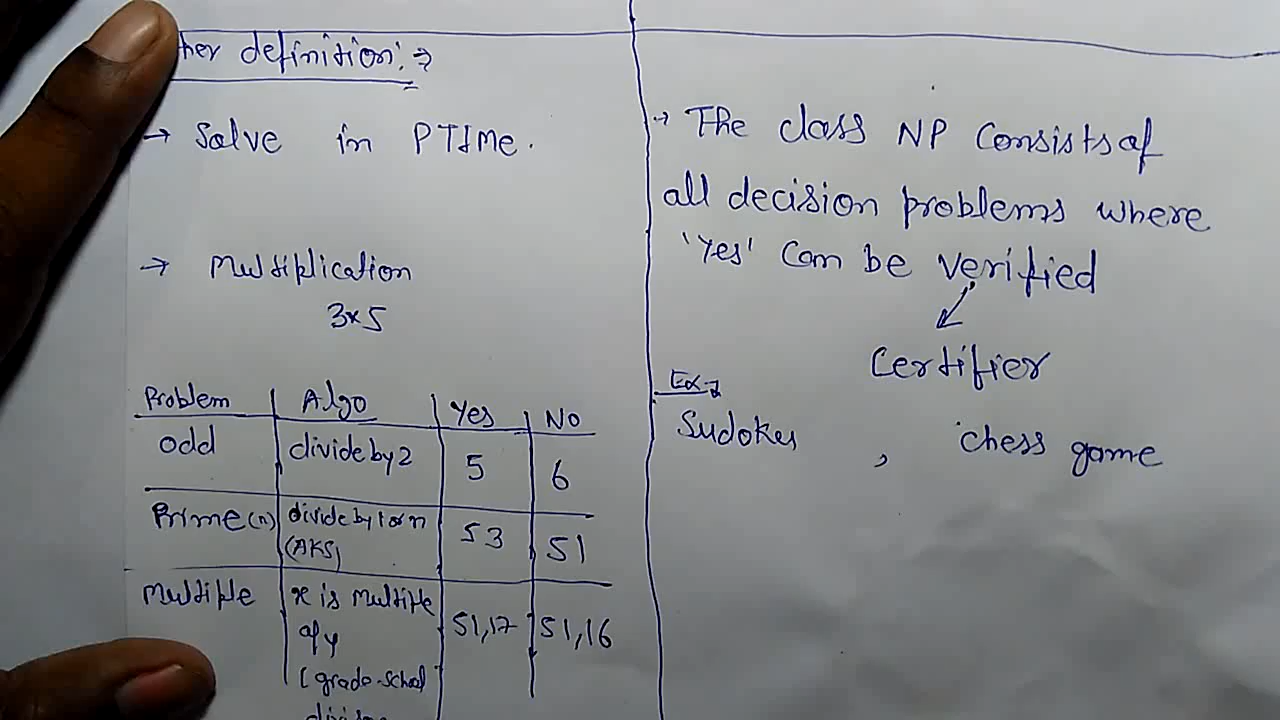 her definition: →
→ Solve in PTIME.
→ Multiplication
3×5
Problem Algo Yes No
odd divide by 2 5 6
Prime(n) divide by 1 or n (AKS) 53 51
Multiple x is multiple of y (grade-school 51,17 51,16
→ The class NP consists of
all decision problems where
'Yes' can be verified
Certifier
Ex-
Sudokes, chess game